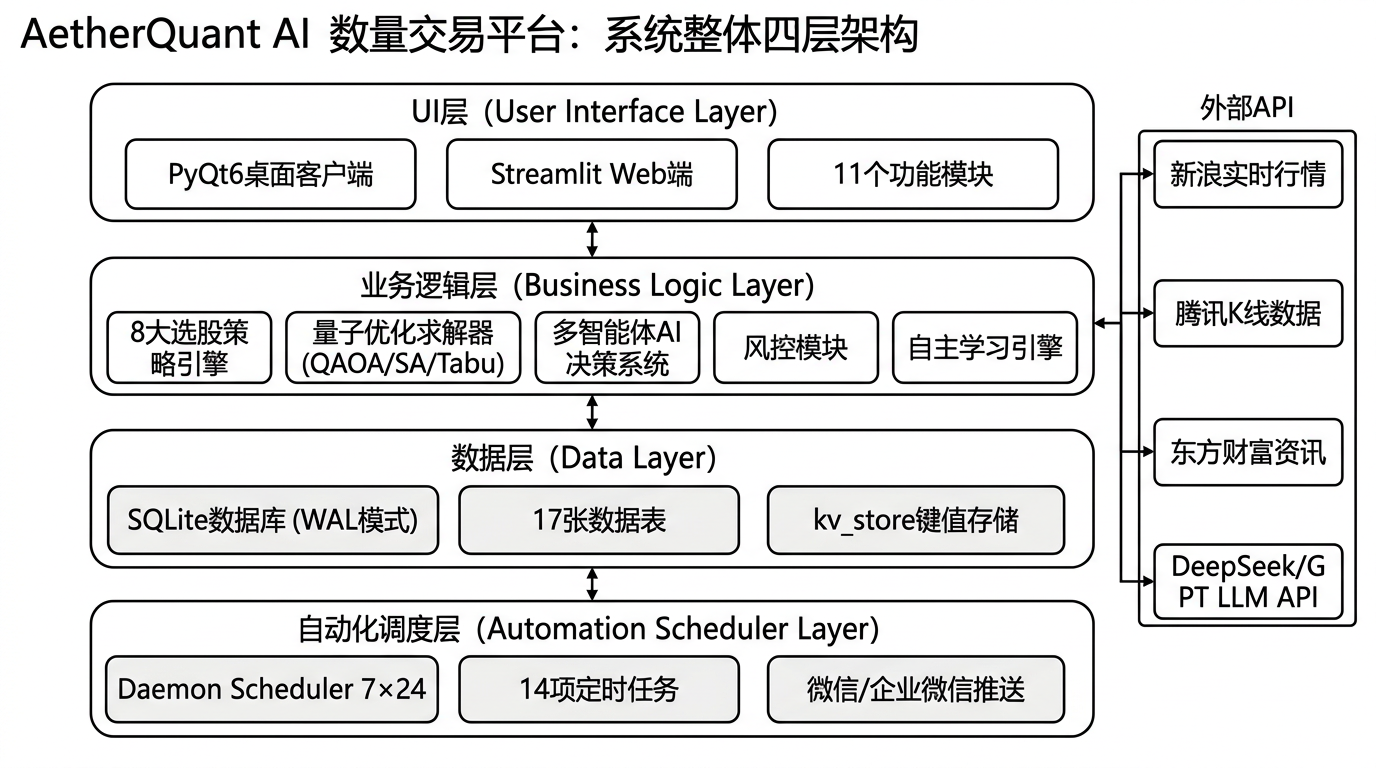 AetherQuant AI 数量交易平台：系统整体四层架构
UI层（User Interface Layer）
PyQt6桌面客户端
Streamlit Web端
11个功能模块
业务逻辑层（Business Logic Layer）
8大选股策
略引擎
量子优化求解器
(QAOA/SA/Tabu)
多智能体AI
决策系统
风控模块
自主学习引擎
数据层（Data Layer）
SQLite数据库 (WAL模式)
17张数据表
kv_store键值存储
自动化调度层（Automation Scheduler Layer）
Daemon Scheduler 7×24
14项定时任务
微信/企业微信推送
外部API
新浪实时行情
腾讯K线数据
东方财富资讯
DeepSeek/G
PT LLM API